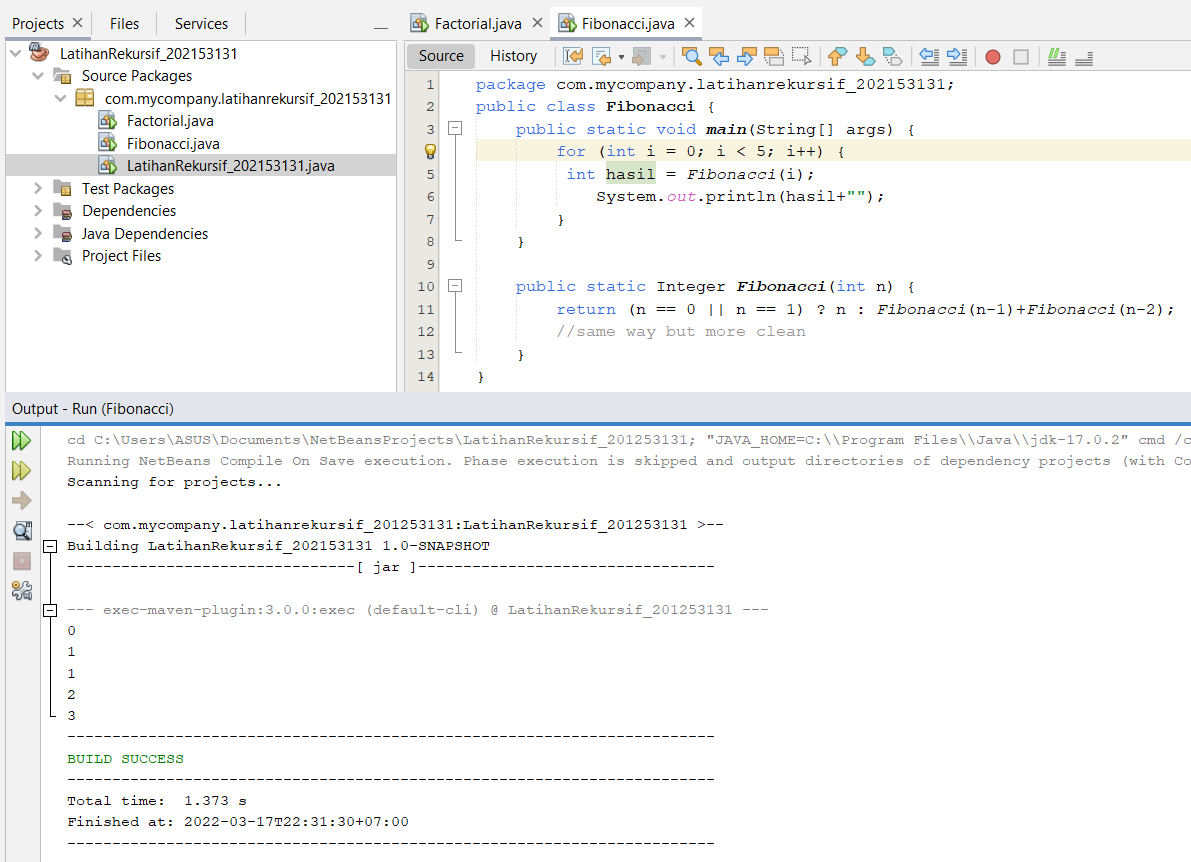 Projects
Files
Services
LatihanRekursif_202153131
Source Packages
com.mycompany.latihanrekursif_202153131
Factorial.java
Fibonacci.java
LatihanRekursif_202153131.java
Test Packages
Dependencies
Java Dependencies
Project Files
Factorial.java
Fibonacci.java
Source
History
1 package com.mycompany.latihanrekursif_202153131;
2 public class Fibonacci {
3 public static void main(String[] args) {
for (int i = 0; i < 5; i++) {
5 int hasil = Fibonacci(i);
6 System.out.println(hasil+"");
7 }
8 }
9
10 public static Integer Fibonacci(int n) {
11 return (n == 0 || n == 1) ? n : Fibonacci(n-1)+Fibonacci(n-2);
12 //same way but more clean
13 }
14 }
Output - Run (Fibonacci)
cd C:\Users\ASUS\Documents\NetBeansProjects\LatihanRekursif_201253131; "JAVA_HOME=C:\\Program Files\\Java\\jdk-17.0.2" cmd /c
Running NetBeans Compile On Save execution. Phase execution is skipped and output directories of dependency projects (with Co
Scanning for projects...
--< com.mycompany.latihanrekursif_201253131:LatihanRekursif_201253131 >--
Building LatihanRekursif_202153131 1.0-SNAPSHOT
--------------------------------[ jar ]---------------------------------
--- exec-maven-plugin:3.0.0:exec (default-cli) @ LatihanRekursif_201253131 ---
0
1
1
2
3
------------------------------------------------------------------------
BUILD SUCCESS
------------------------------------------------------------------------
Total time:  1.373 s
Finished at: 2022-03-17T22:31:30+07:00
------------------------------------------------------------------------